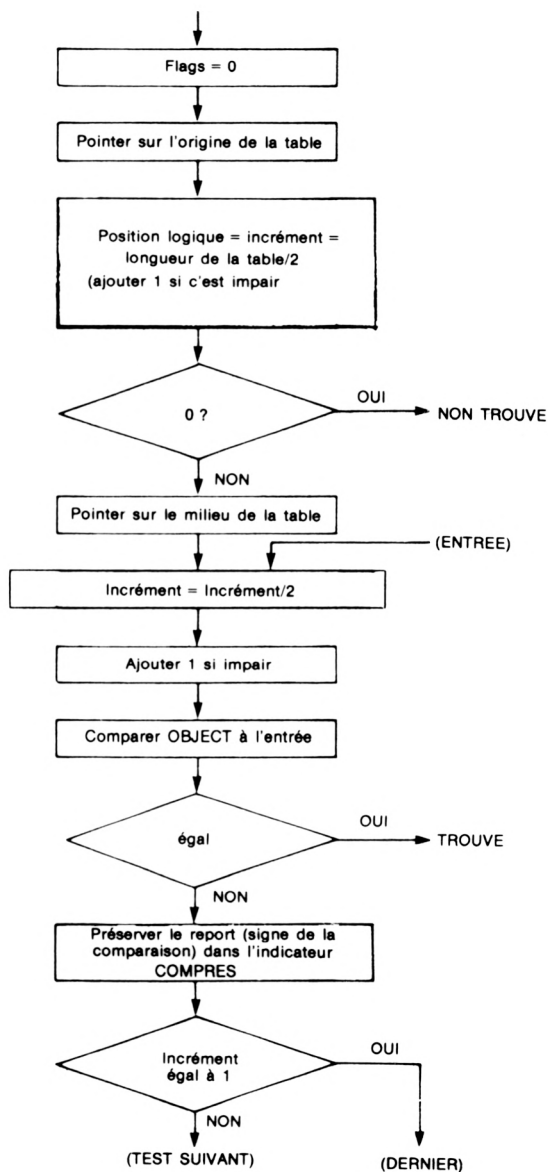 Flags = 0
Pointer sur l'origine de la table
Position logique = incrément =
longueur de la table/2
(ajouter 1 si c'est impair
0 ?
OUI
NON TROUVE
NON
Pointer sur le milieu de la table
(ENTREE)
Incrément = Incrément/2
Ajouter 1 si impair
Comparer OBJECT à l'entrée
égal
OUI
TROUVE
NON
Préserver le report (signe de la
comparaison) dans l'indicateur
COMPRES
Incrément
égal à 1
OUI
NON
(TEST SUIVANT)
(DERNIER)